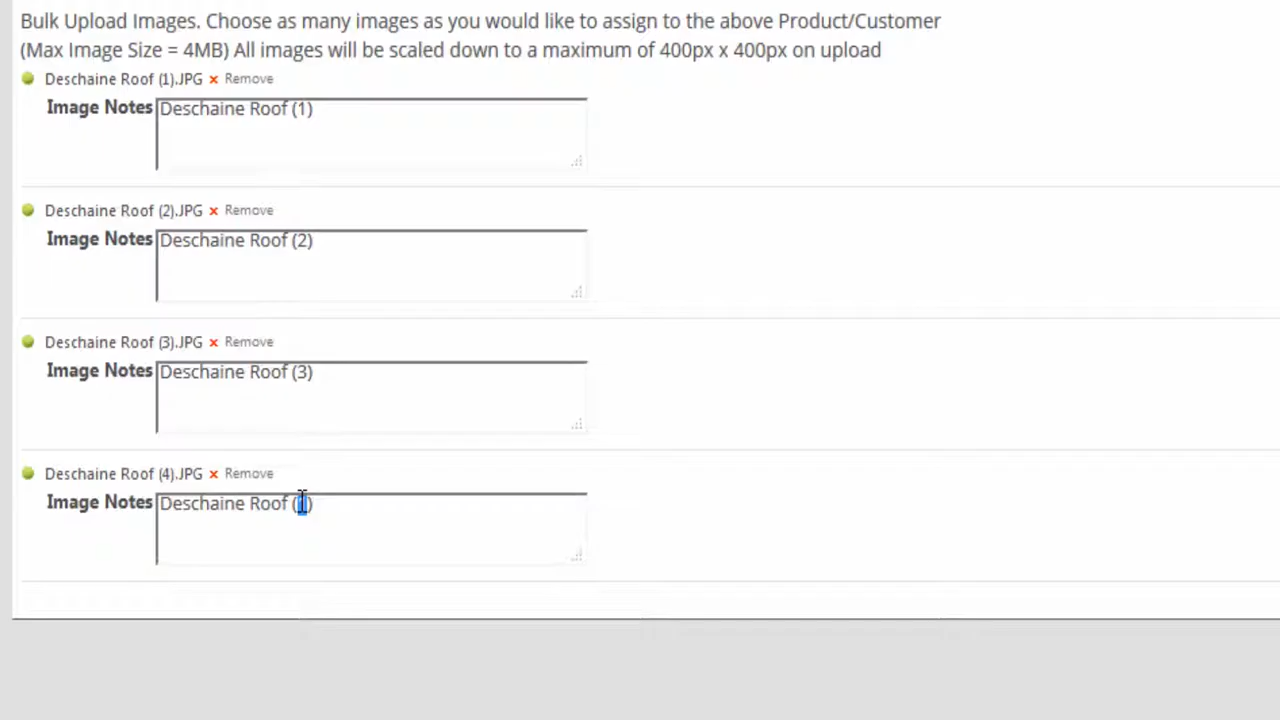 Bulk Upload Images. Choose as many images as you would like to assign to the above Product/Customer
(Max Image Size = 4MB) All images will be scaled down to a maximum of 400px x 400px on upload
Deschaine Roof (1).JPG × Remove
Image Notes Deschaine Roof (1)
Deschaine Roof (2).JPG × Remove
Image Notes Deschaine Roof (2)
Deschaine Roof (3).JPG × Remove
Image Notes Deschaine Roof (3)
Deschaine Roof (4).JPG × Remove
Image Notes Deschaine Roof ( )